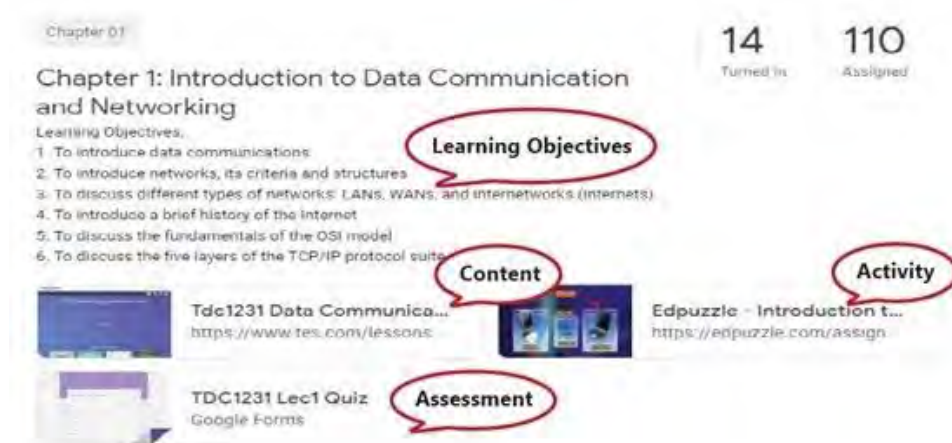 Chapter 01
14
110
Turned in
Assigned
Chapter 1: Introduction to Data Communication
and Networking
Learning Objectives:
1. To introduce data communications
2. To introduce networks, its criteria and structures
3. To discuss different types of networks: LANs, WANs, and internetworks (internets)
4. To introduce a brief history of the Internet
5. To discuss the fundamentals of the OSI model
6. To discuss the five layers of the TCP/IP protocol suite
Learning Objectives
Content
Activity
Tdc1231 Data Communica...
https://www.tes.com/lessons
Edpuzzle - Introduction t...
https://edpuzzle.com/assign
TDC1231 Lec1 Quiz
Google Forms
Assessment